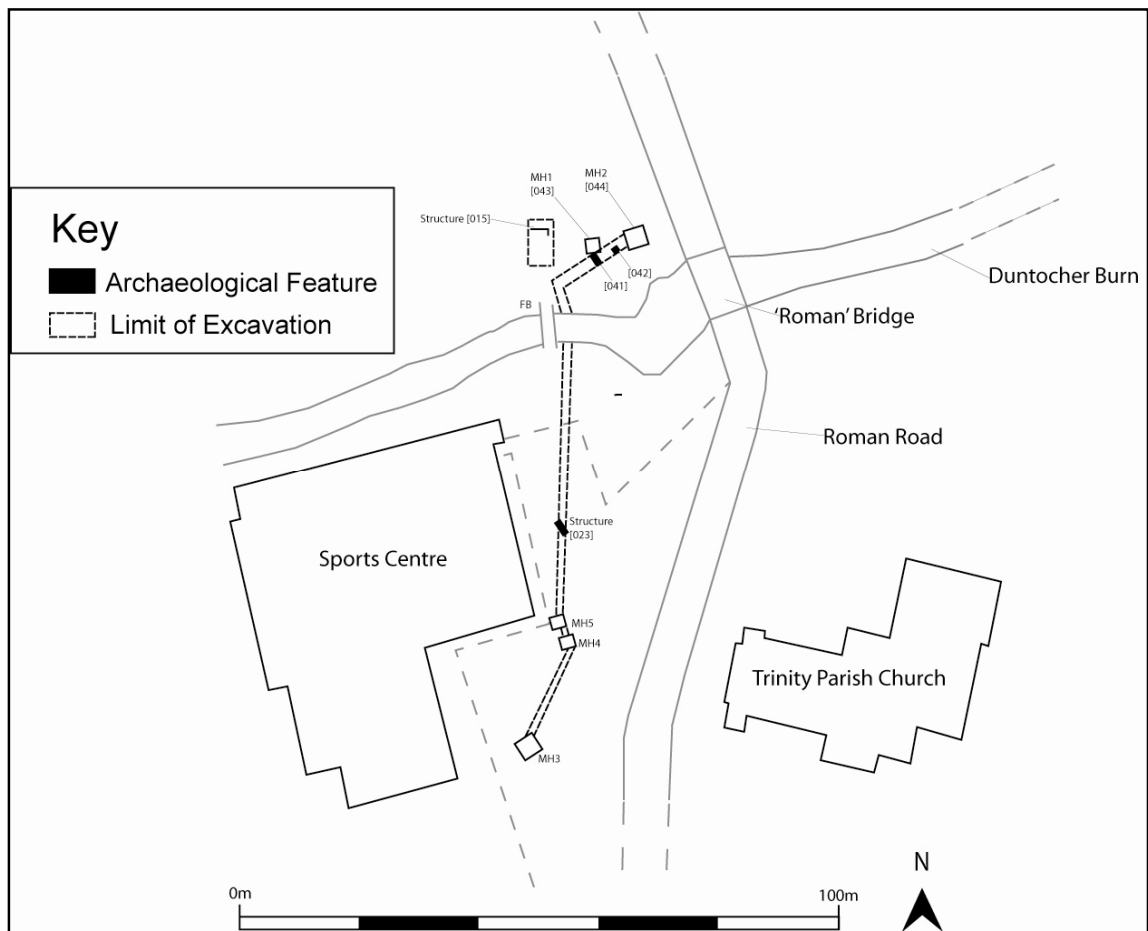 MH1
[043]
MH2
[044]
Structure [015]
Key
Archaeological Feature
Limit of Excavation
[042]
[041]
FB
Duntocher Burn
'Roman' Bridge
Roman Road
Structure
[023]
Sports Centre
MH5
MH4
Trinity Parish Church
MH3
N
0m
100m